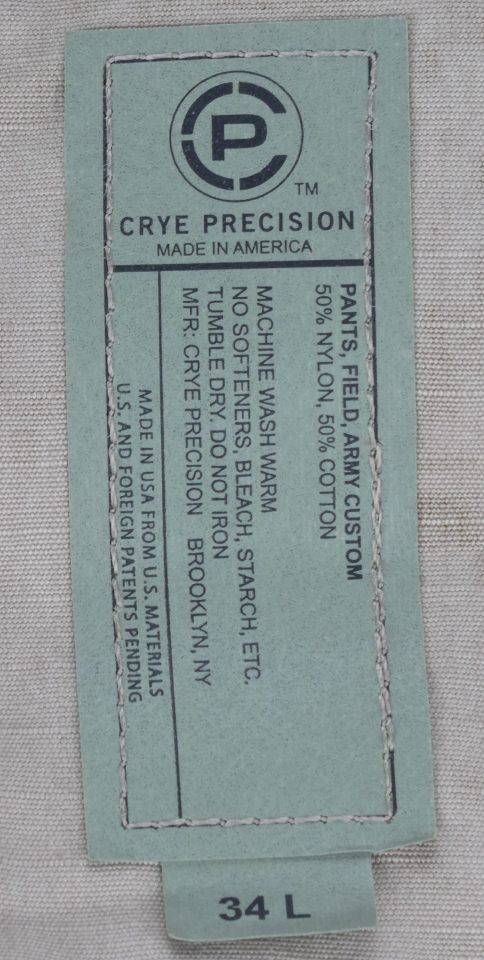 CP
TM
CRYE PRECISION
MADE IN AMERICA
PANTS, FIELD, ARMY CUSTOM
50% NYLON, 50% COTTON
MACHINE WASH WARM
NO SOFTENERS, BLEACH, STARCH, ETC.
TUMBLE DRY. DO NOT IRON
MFR: CRYE PRECISION BROOKLYN, NY
MADE IN USA FROM U.S. MATERIALS
U.S. AND FOREIGN PATENTS PENDING
34 L